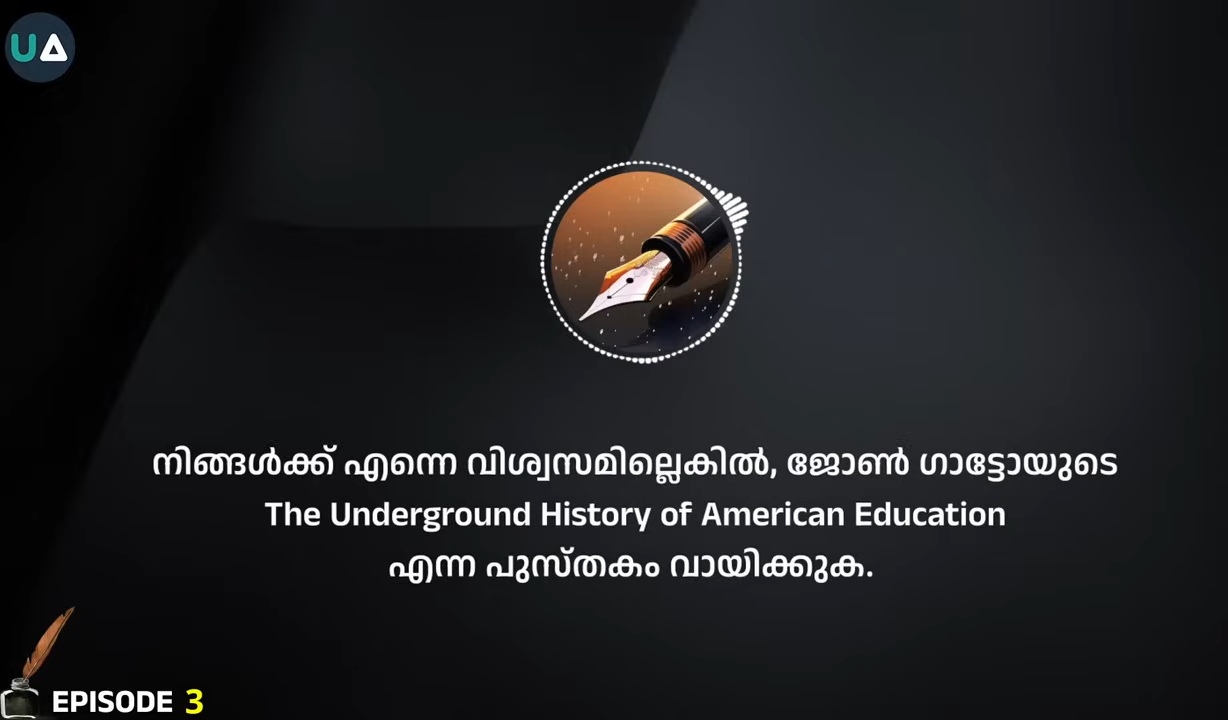 UA
നിങ്ങൾക്ക് എന്നെ വിശ്വസമില്ലെകിൽ, ജോൺ ഗാട്ടോയുടെ
The Underground History of American Education
എന്ന പുസ്തകം വായിക്കുക.
EPISODE 3